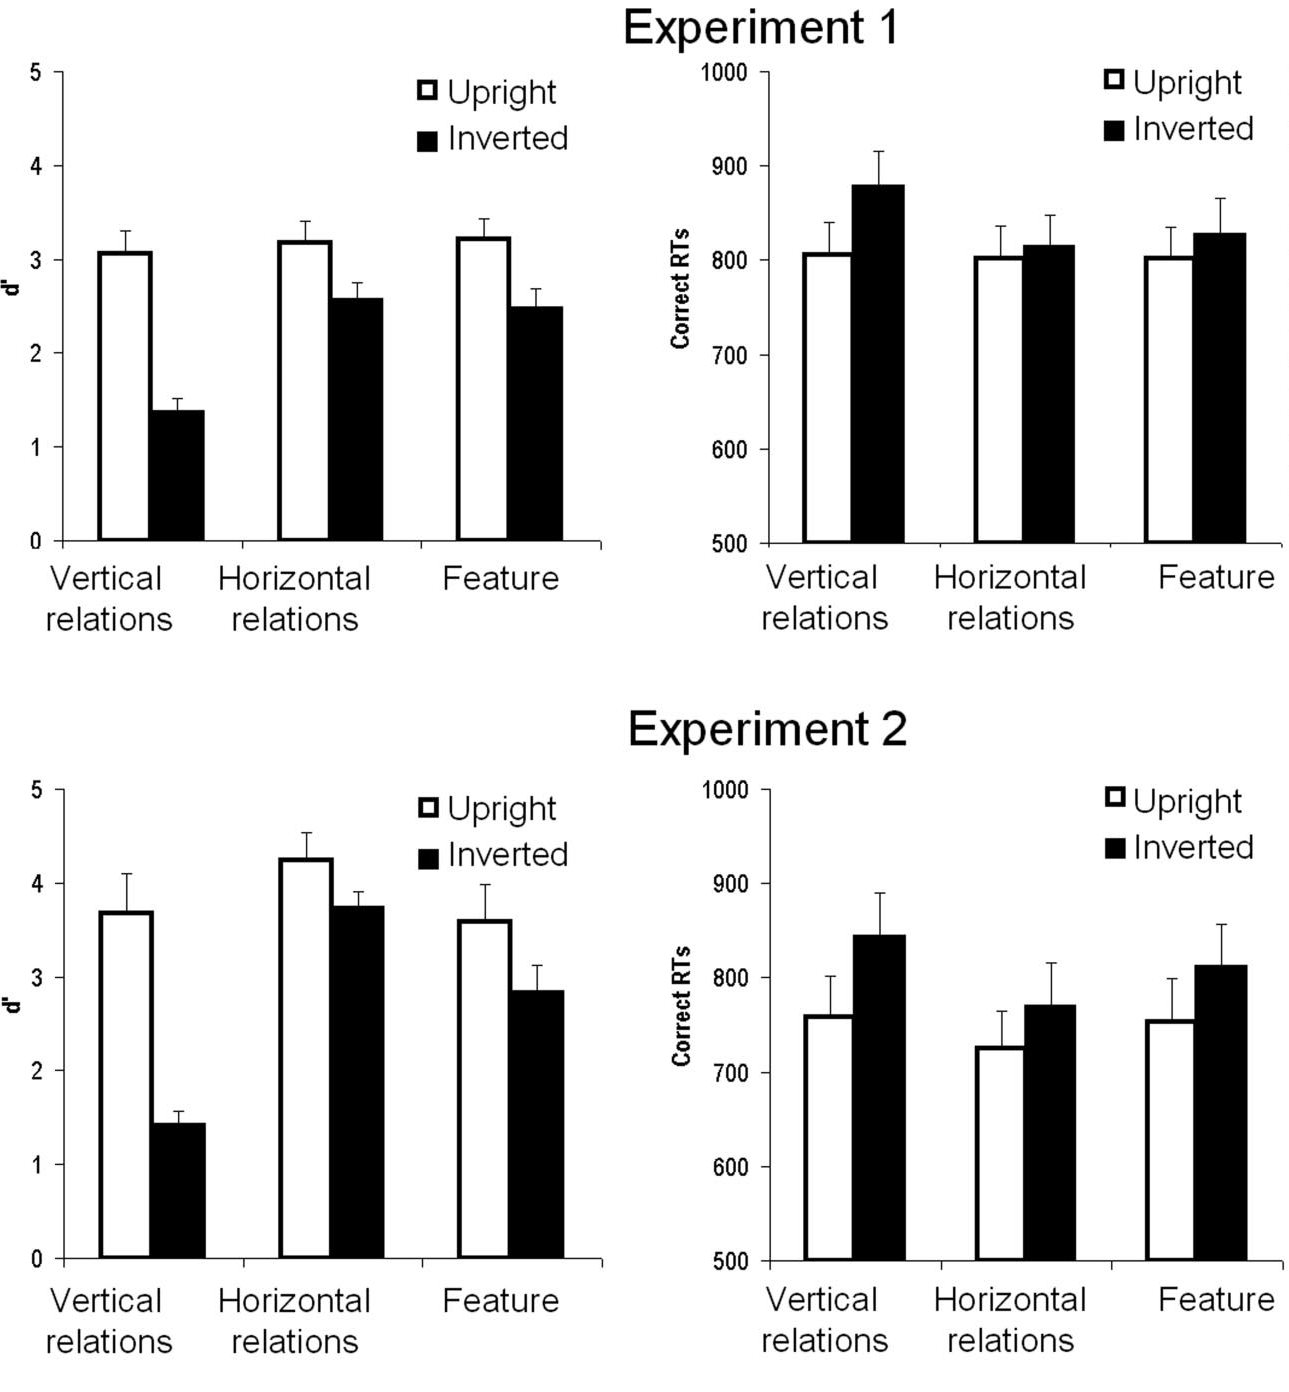 Experiment 1
5
4
3
2
1
0
d'
Upright
Inverted
Vertical
relations
Horizontal
relations
Feature
1000
900
800
700
600
500
Correct RTs
Upright
Inverted
Vertical
relations
Horizontal
relations
Feature
Experiment 2
5
4
3
2
1
0
d'
Upright
Inverted
Vertical
relations
Horizontal
relations
Feature
1000
900
800
700
600
500
Correct RTs
Upright
Inverted
Vertical
relations
Horizontal
relations
Feature